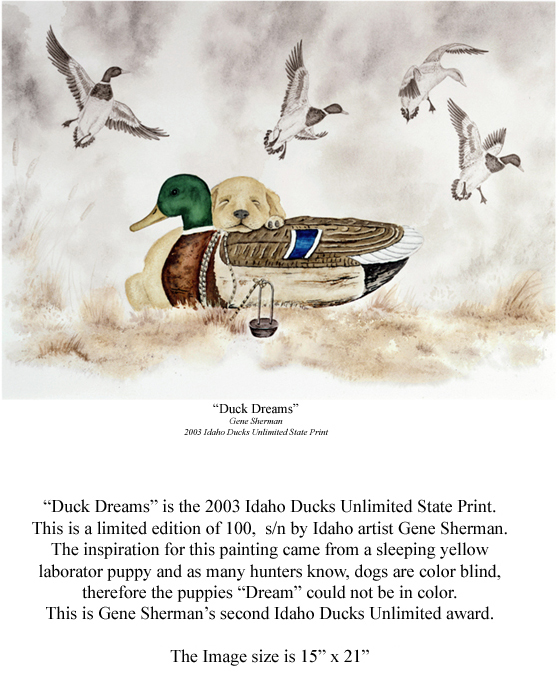 “Duck Dreams”
Gene Sherman
2003 Idaho Ducks Unlimited State Print
“Duck Dreams” is the 2003 Idaho Ducks Unlimited State Print.
This is a limited edition of 100,  s/n by Idaho artist Gene Sherman.
The inspiration for this painting came from a sleeping yellow
laborator puppy and as many hunters know, dogs are color blind,
therefore the puppies “Dream” could not be in color.
This is Gene Sherman’s second Idaho Ducks Unlimited award.
The Image size is 15” x 21”